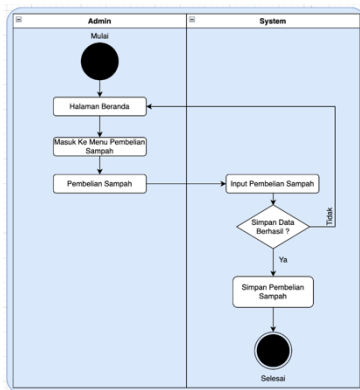 Admin
System
Mulai
Halaman Beranda
Masuk Ke Menu Pembelian
Sampah
Pembelian Sampah
Input Pembelian Sampah
Simpan Data
Berhasil ?
Tidak
Ya
Simpan Pembelian
Sampah
Selesai